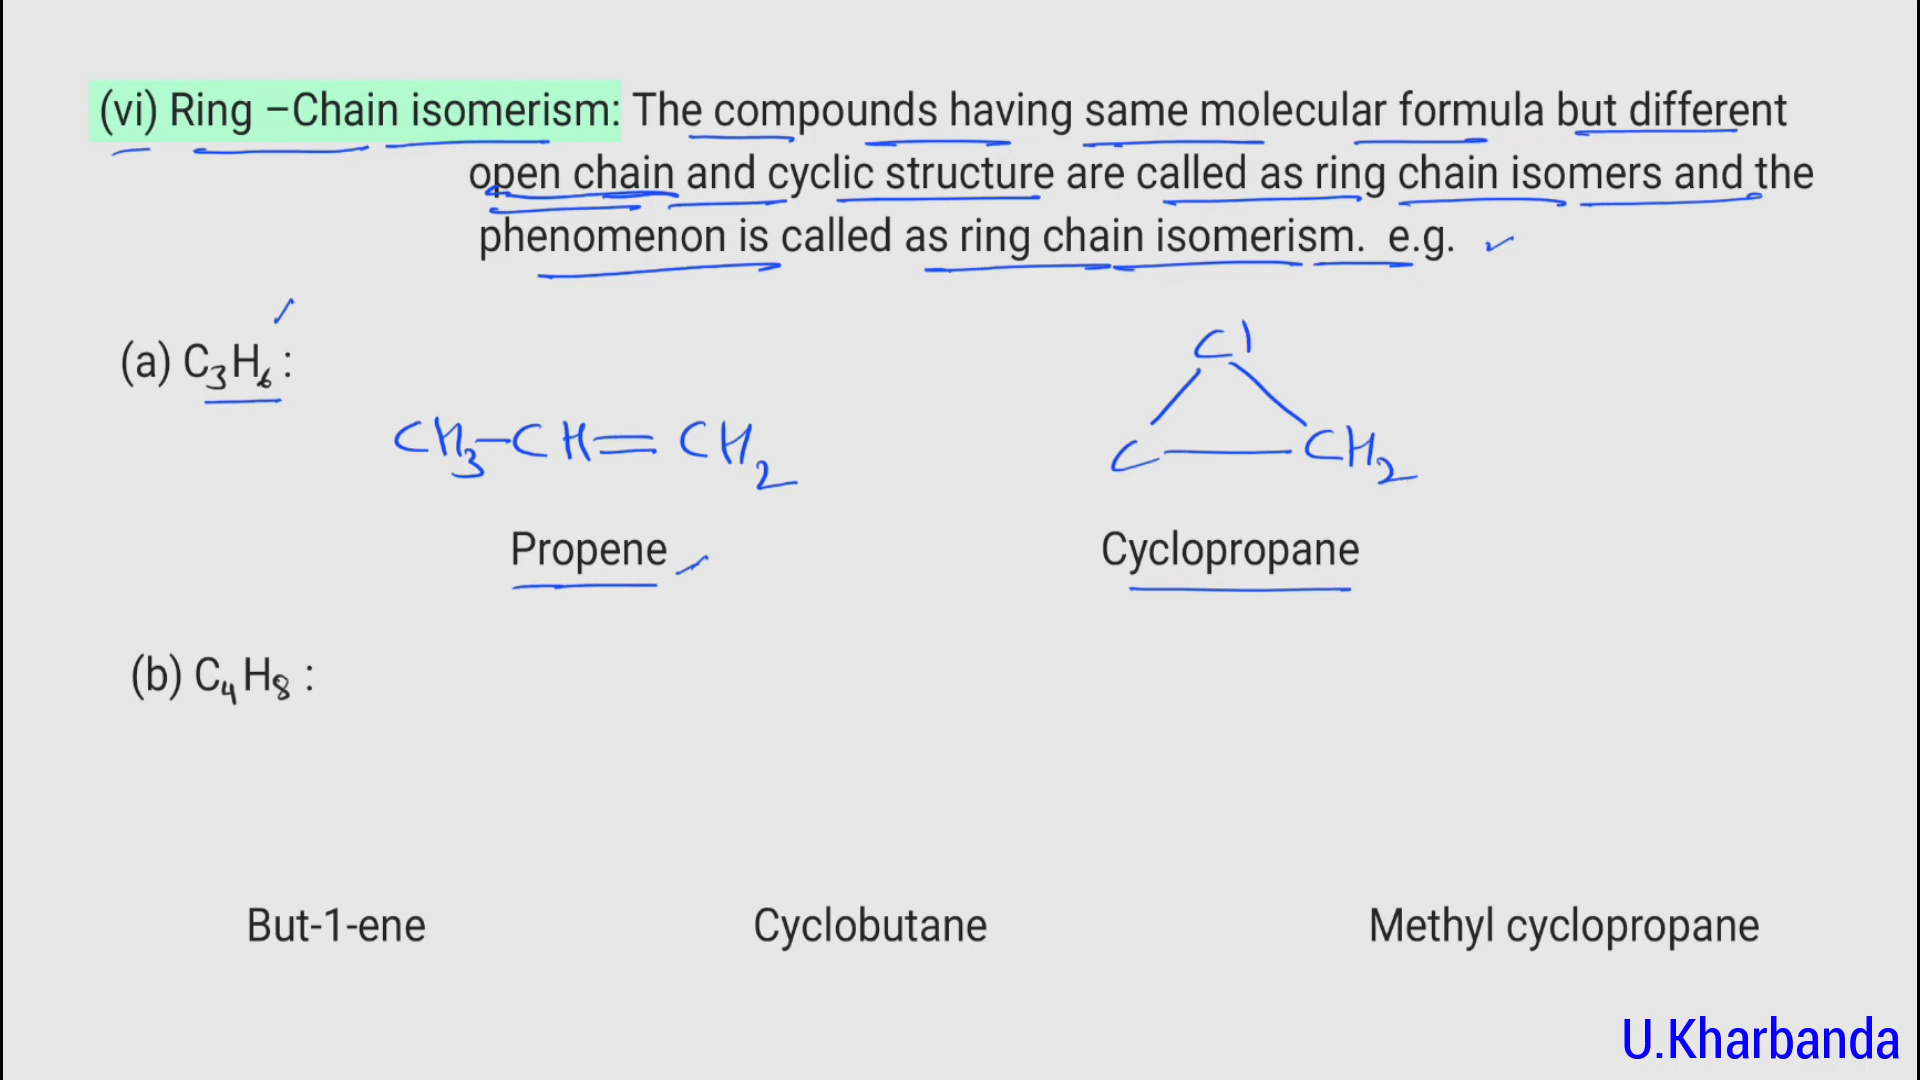 (vi) Ring –Chain isomerism: The compounds having same molecular formula but different
open chain and cyclic structure are called as ring chain isomers and the
phenomenon is called as ring chain isomerism. e.g.
(a) C₃H₆ :
CH₃–CH=CH₂
Cl
C
CH₂
Propene
Cyclopropane
(b) C₄H₈ :
But-1-ene
Cyclobutane
Methyl cyclopropane
U.Kharbanda